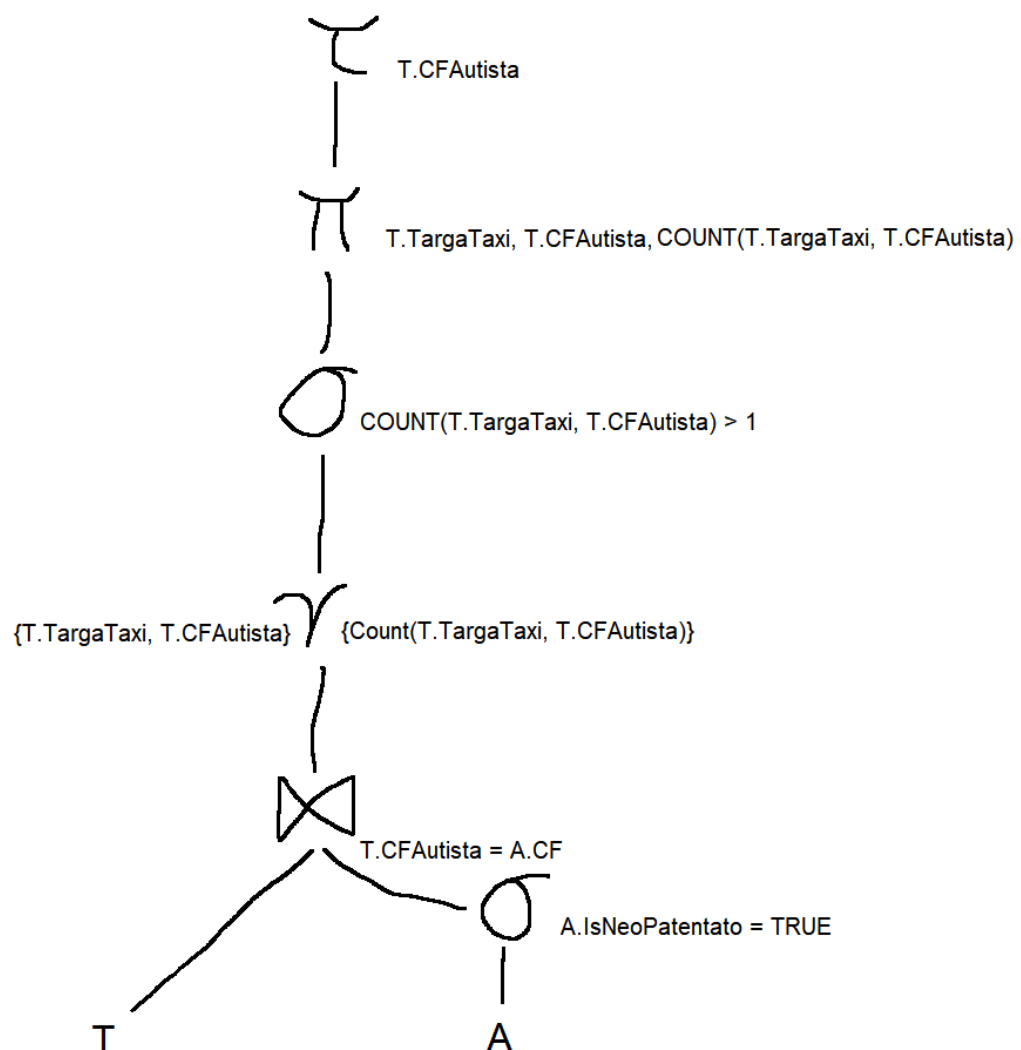 T.CFAutista
T.TargaTaxi, T.CFAutista, COUNT(T.TargaTaxi, T.CFAutista)
COUNT(T.TargaTaxi, T.CFAutista) > 1
{T.TargaTaxi, T.CFAutista} {Count(T.TargaTaxi, T.CFAutista)}
T.CFAutista = A.CF
A.IsNeoPatentato = TRUE
T A